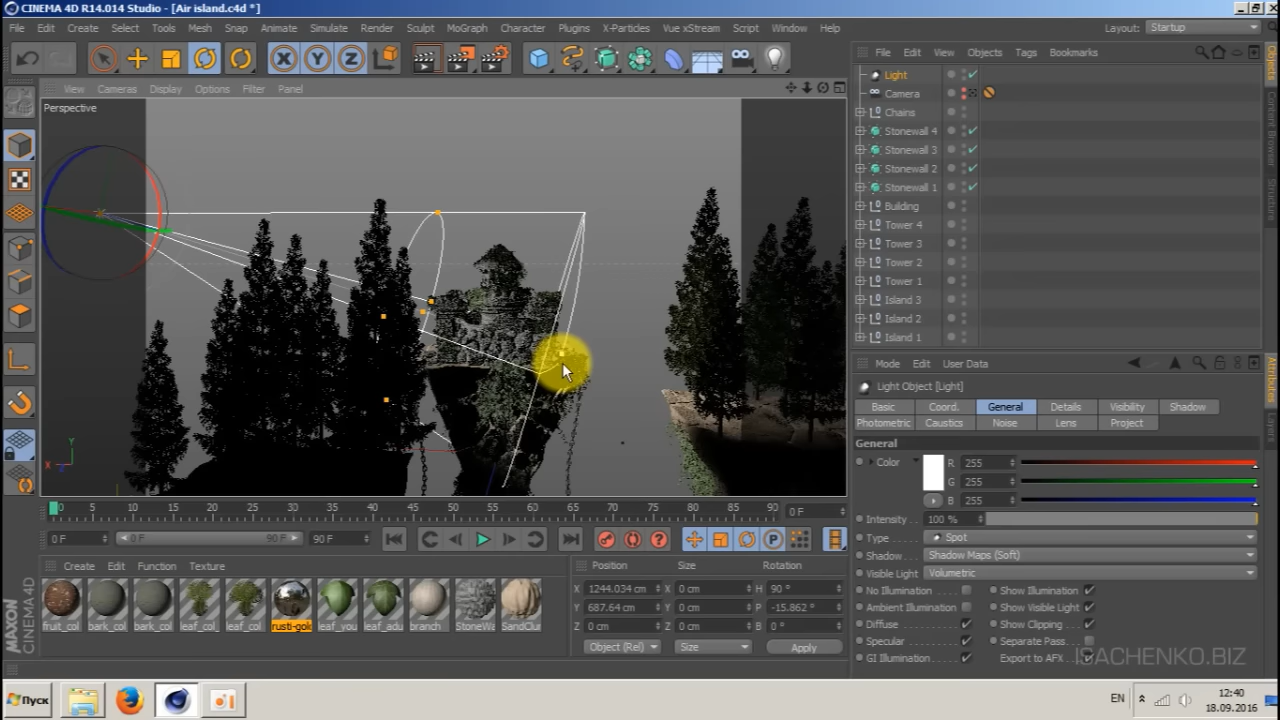 CINEMA 4D R14.014 Studio - [Air island.c4d *]
File Edit Create Select Tools Mesh Snap Animate Simulate Render Sculpt MoGraph Character Plugins X-Particles Vue xStream Script Window Help Layout: Startup
File Edit View Objects Tags Bookmarks
View Cameras Display Options Filter Panel
Perspective
Light
Camera
Chains
Stonewall 4
Stonewall 3
Stonewall 2
Stonewall 1
Building
Tower 4
Tower 3
Tower 2
Tower 1
Island 3
Island 2
Island 1
Objects
Content Browser
Structure
Attributes
Layers
Mode Edit User Data
Light Object [Light]
Basic Coord. General Details Visibility Shadow
Photometric Caustics Noise Lens Project
General
Color R 255
G 255
B 255
Intensity 100 %
Type Spot
Shadow Shadow Maps (Soft)
Visible Light Volumetric
No Illumination Show Illumination
Ambient Illumination Show Visible Light
Diffuse Show Clipping
Specular Separate Pass
GI Illumination Export to AFX
Y
X Z
0 5 10 15 20 25 30 35 40 45 50 55 60 65 70 75 80 85 90 0 F
0 F 0 F 90 F 90 F
Create Edit Function Texture
fruit_col bark_col bark_col leaf_col leaf_col rusti-gol leaf_you leaf_adu branch StoneWa SandClu
Position Size Rotation
X 1244.034 cm X 0 cm H 90 °
Y 687.64 cm Y 0 cm P -15.862 °
Z 0 cm Z 0 cm B 0 °
Object (Rel) Size Apply
MAXON
CINEMA 4D
ISACHENKO.BIZ
Пуск
EN
12:40
18.09.2016